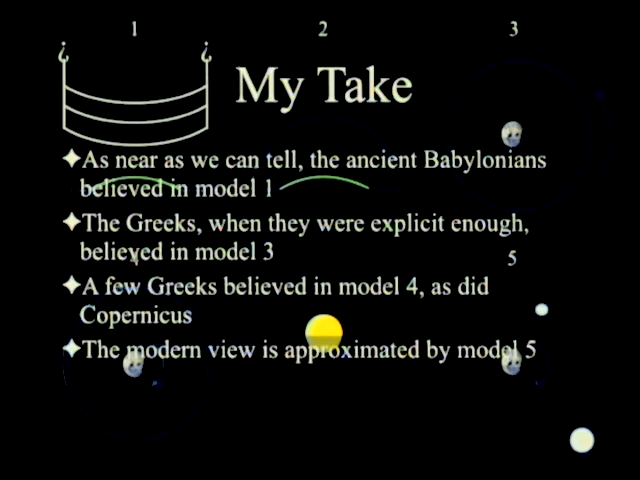 1 2 3
¿ ¿
My Take
As near as we can tell, the ancient Babylonians
believed in model 1
The Greeks, when they were explicit enough,
believed in model 3
5
A few Greeks believed in model 4, as did
Copernicus
The modern view is approximated by model 5